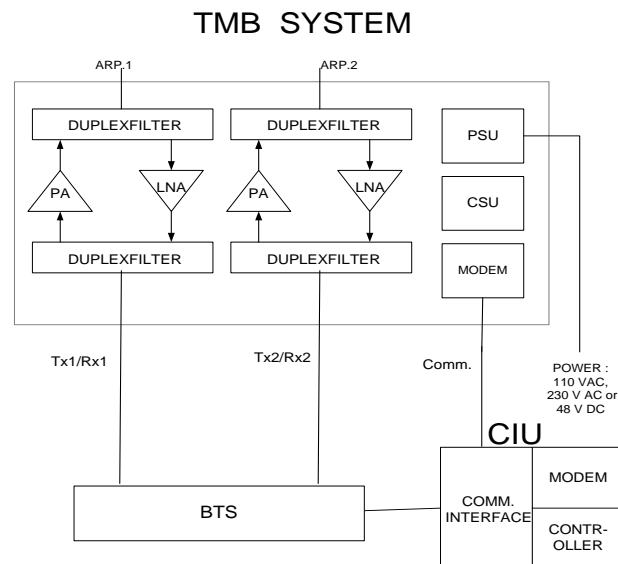 TMB SYSTEM
ARP.1
ARP.2
DUPLEXFILTER
DUPLEXFILTER
PSU
PA
LNA
PA
LNA
CSU
DUPLEXFILTER
DUPLEXFILTER
MODEM
Tx1/Rx1
Tx2/Rx2
Comm.
POWER :
110 VAC,
230 V AC or
48 V DC
CIU
BTS
COMM.
INTERFACE
MODEM
CONTR-
OLLER